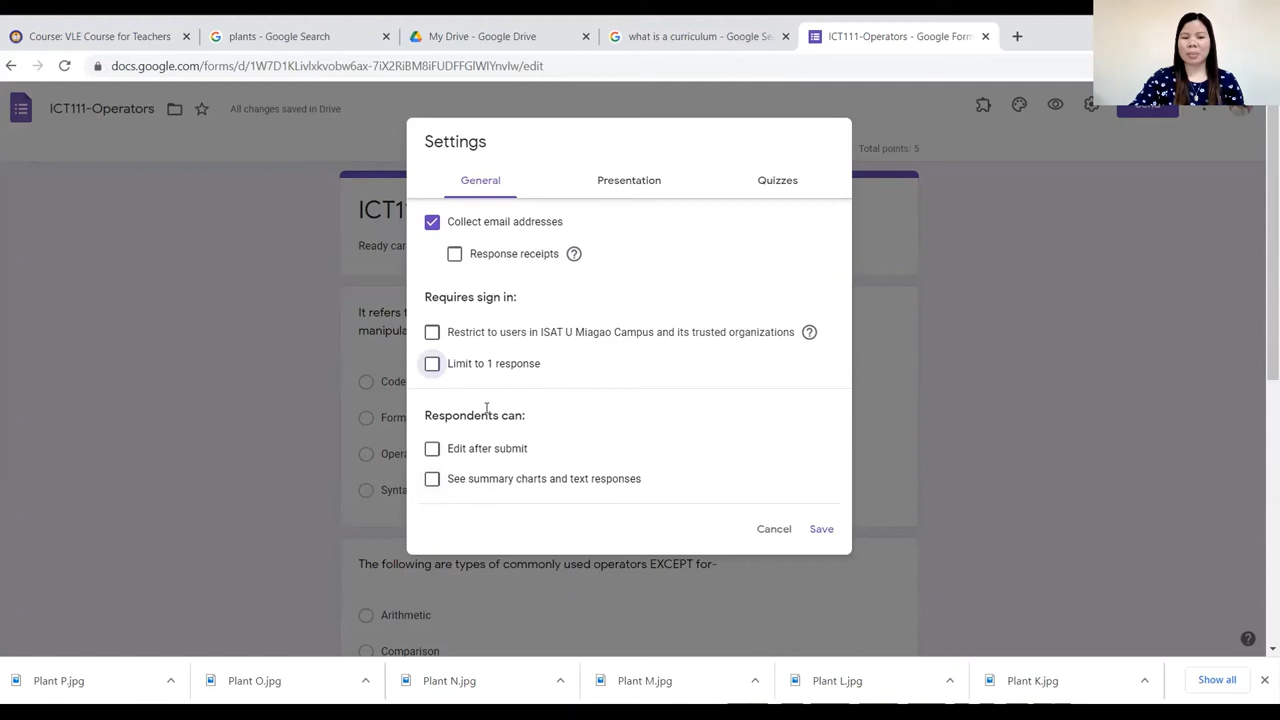 Course: VLE Course for Teachers
plants - Google Search
My Drive - Google Drive
what is a curriculum - Google Se
ICT111-Operators - Google Form
docs.google.com/forms/d/1W7D1KLivlxkvobw6ax-7iX2RiBM8iFUDFFGlWIYnvIw/edit
ICT111-Operators
All changes saved in Drive
Total points: 5
Settings
General
Presentation
Quizzes
Collect email addresses
Response receipts
Requires sign in:
Restrict to users in ISAT U Miagao Campus and its trusted organizations
Limit to 1 response
Respondents can:
Edit after submit
See summary charts and text responses
Cancel
Save
ICT1
Ready
It refers
manipula
Code
Form
Opera
Synta
The following are types of commonly used operators EXCEPT for-
Arithmetic
Comparison
Plant P.jpg
Plant O.jpg
Plant N.jpg
Plant M.jpg
Plant L.jpg
Plant K.jpg
Show all